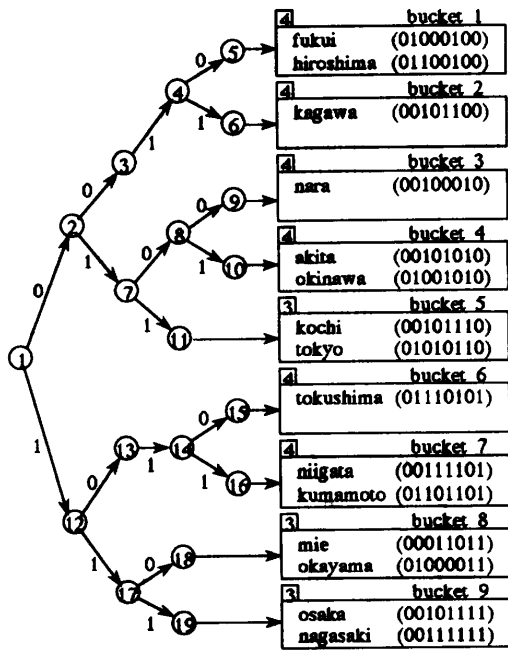 4 bucket 1
fukui (01000100)
hiroshima (01100100)
4 bucket 2
kagawa (00101100)
4 bucket 3
nara (00100010)
4 bucket 4
akita (00101010)
okinawa (01001010)
3 bucket 5
kochi (00101110)
tokyo (01010110)
4 bucket 6
tokushima (01110101)
4 bucket 7
niigata (00111101)
kumamoto (01101101)
3 bucket 8
mie (00011011)
okayama (01000011)
3 bucket 9
osaka (00101111)
nagasaki (00111111)
1
0
1
2
0
1
3
1
4
0
1
5
6
7
0
1
8
0
1
9
10
11
12
0
1
13
1
14
0
1
15
16
17
0
1
18
19